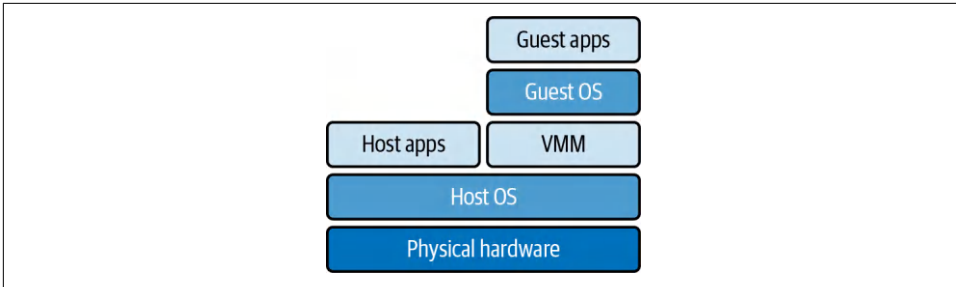 Guest apps
Guest OS
Host apps
VMM
Host OS
Physical hardware